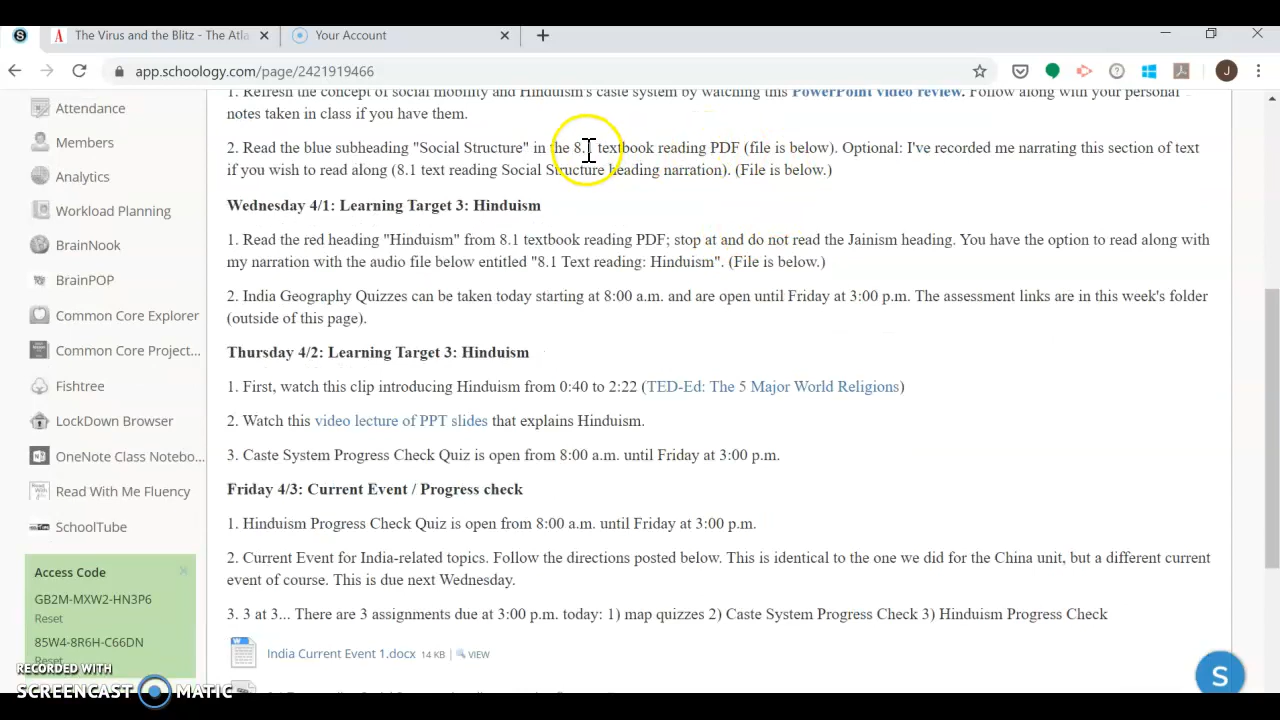 The Virus and the Blitz - The Atla
Your Account
app.schoology.com/page/2421919466
J
Attendance
Members
Analytics
Workload Planning
BrainNook
BrainPOP
Common Core Explorer
Common Core Project...
Fishtree
LockDown Browser
OneNote Class Notebo...
Read With Me Fluency
SchoolTube
Access Code
GB2M-MXW2-HN3P6
Reset
85W4-8R6H-C66DN
Reset
RECORDED WITH
SCREENCAST MATIC
1. Refresh the concept of social mobility and Hinduism's caste system by watching this PowerPoint video review. Follow along with your personal
notes taken in class if you have them.
2. Read the blue subheading "Social Structure" in the 8.1 textbook reading PDF (file is below). Optional: I've recorded me narrating this section of text
if you wish to read along (8.1 text reading Social Structure heading narration). (File is below.)
Wednesday 4/1: Learning Target 3: Hinduism
1. Read the red heading "Hinduism" from 8.1 textbook reading PDF; stop at and do not read the Jainism heading. You have the option to read along with
my narration with the audio file below entitled "8.1 Text reading: Hinduism". (File is below.)
2. India Geography Quizzes can be taken today starting at 8:00 a.m. and are open until Friday at 3:00 p.m. The assessment links are in this week's folder
(outside of this page).
Thursday 4/2: Learning Target 3: Hinduism
1. First, watch this clip introducing Hinduism from 0:40 to 2:22 (TED-Ed: The 5 Major World Religions)
2. Watch this video lecture of PPT slides that explains Hinduism.
3. Caste System Progress Check Quiz is open from 8:00 a.m. until Friday at 3:00 p.m.
Friday 4/3: Current Event / Progress check
1. Hinduism Progress Check Quiz is open from 8:00 a.m. until Friday at 3:00 p.m.
2. Current Event for India-related topics. Follow the directions posted below. This is identical to the one we did for the China unit, but a different current
event of course. This is due next Wednesday.
3. 3 at 3... There are 3 assignments due at 3:00 p.m. today: 1) map quizzes 2) Caste System Progress Check 3) Hinduism Progress Check
India Current Event 1.docx 14 KB | VIEW
S